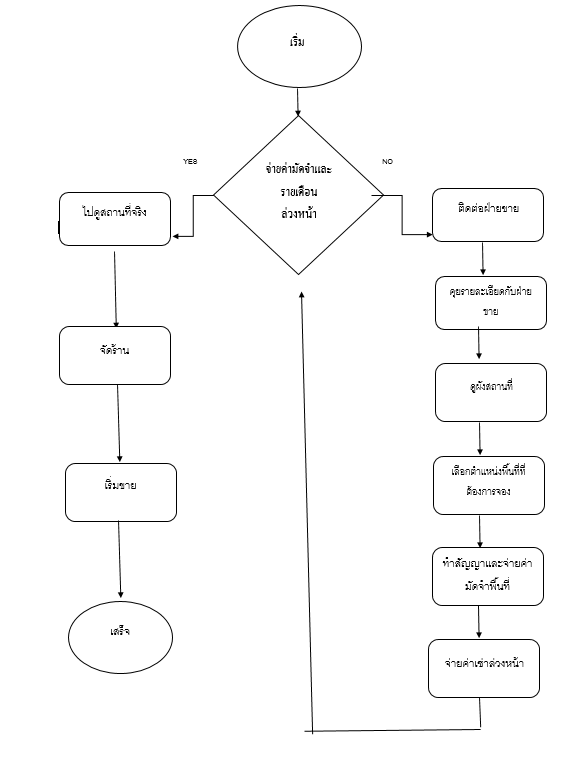 เริ่ม
จ่ายค่ามัดจำและ
รายเดือน
ล่วงหน้า
YES
NO
ไปดูสถานที่จริง
จัดร้าน
เริ่มขาย
เสร็จ
ติดต่อฝ่ายขาย
คุยรายละเอียดกับฝ่าย
ขาย
ดูผังสถานที่
เลือกตำแหน่งพื้นที่ที่
ต้องการจอง
ทำสัญญาและจ่ายค่า
มัดจำพื้นที่
จ่ายค่าเช่าล่วงหน้า